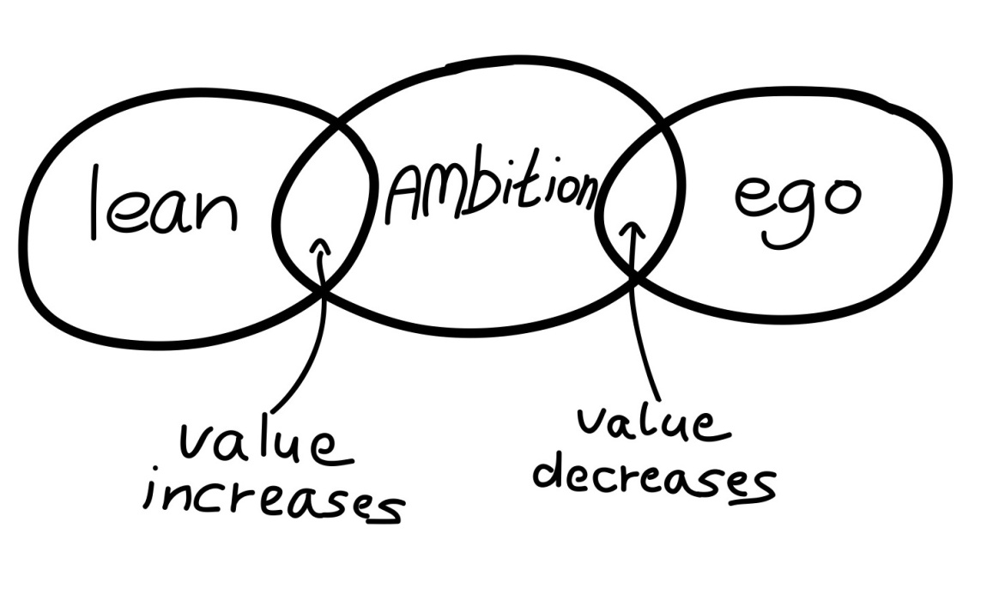 lean
AMbition
ego
value
increases
value
decreases